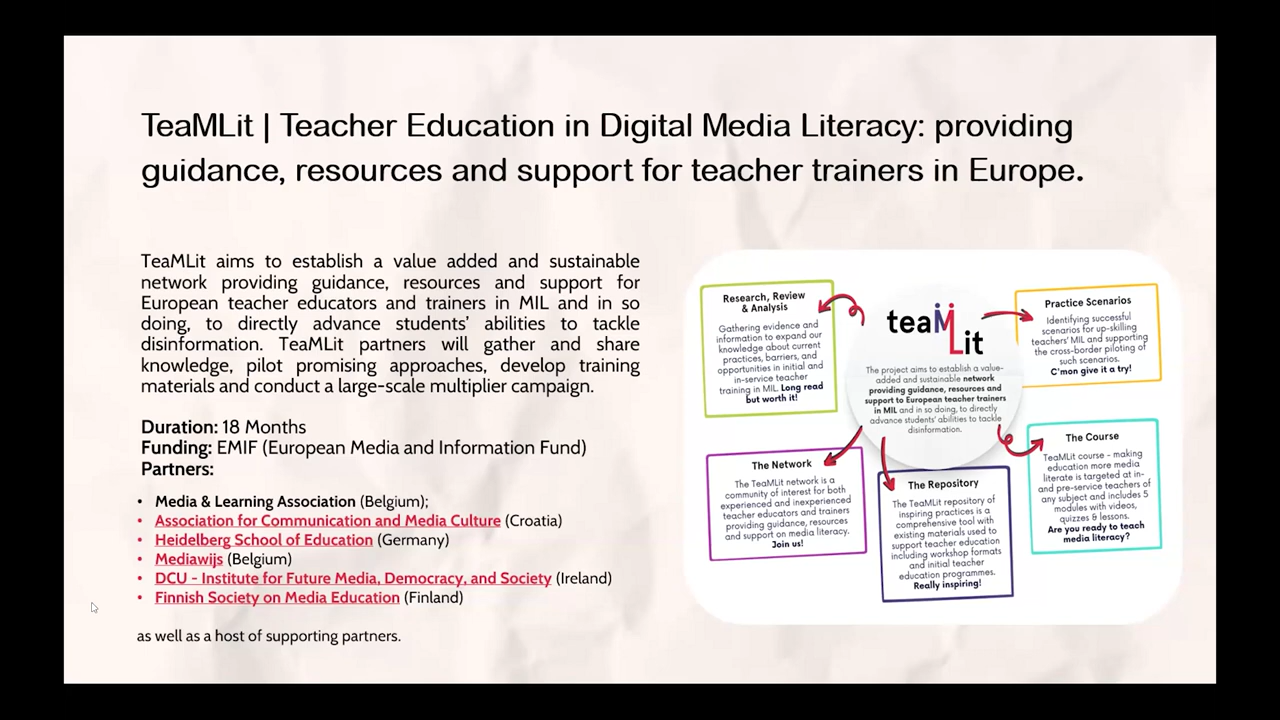 TeaMLit | Teacher Education in Digital Media Literacy: providing
guidance, resources and support for teacher trainers in Europe.
TeaMLit aims to establish a value added and sustainable
network providing guidance, resources and support for
European teacher educators and trainers in MIL and in so
doing, to directly advance students' abilities to tackle
disinformation. TeaMLit partners will gather and share
knowledge, pilot promising approaches, develop training
materials and conduct a large-scale multiplier campaign.
Duration: 18 Months
Funding: EMIF (European Media and Information Fund)
Partners:
• Media & Learning Association (Belgium);
• Association for Communication and Media Culture (Croatia)
• Heidelberg School of Education (Germany)
• Mediawijs (Belgium)
• DCU - Institute for Future Media, Democracy, and Society (Ireland)
• Finnish Society on Media Education (Finland)
as well as a host of supporting partners.
Research, Review
& Analysis
Gathering evidence and
information to expand our
knowledge about current
practices, barriers, and
opportunities in initial and
in-service teacher
training in MIL. Long read
but worth it!
teaMLit
The project aims to establish a value-
added and sustainable network
providing guidance, resources and
support to European teacher trainers
in MIL and in so doing, to directly
advance students' abilities to tackle
disinformation.
Practice Scenarios
Identifying successful
scenarios for up-skilling
teachers' MIL and supporting
the cross-border piloting of
such scenarios.
C'mon give it a try!
The Network
The TeaMLit network is a
community of interest for both
experienced and inexperienced
teacher educators and trainers
providing guidance, resources
and support on media literacy.
Join us!
The Repository
The TeaMLit repository of
inspiring practices is a
comprehensive tool with
existing materials used to
support teacher education
including workshop formats
and initial teacher
education programmes.
Really inspiring!
The Course
TeaMLit course - making
education more media
literate is targeted at in-
and pre-service teachers of
any subject and includes 5
modules with videos,
quizzes & lessons.
Are you ready to teach
media literacy?